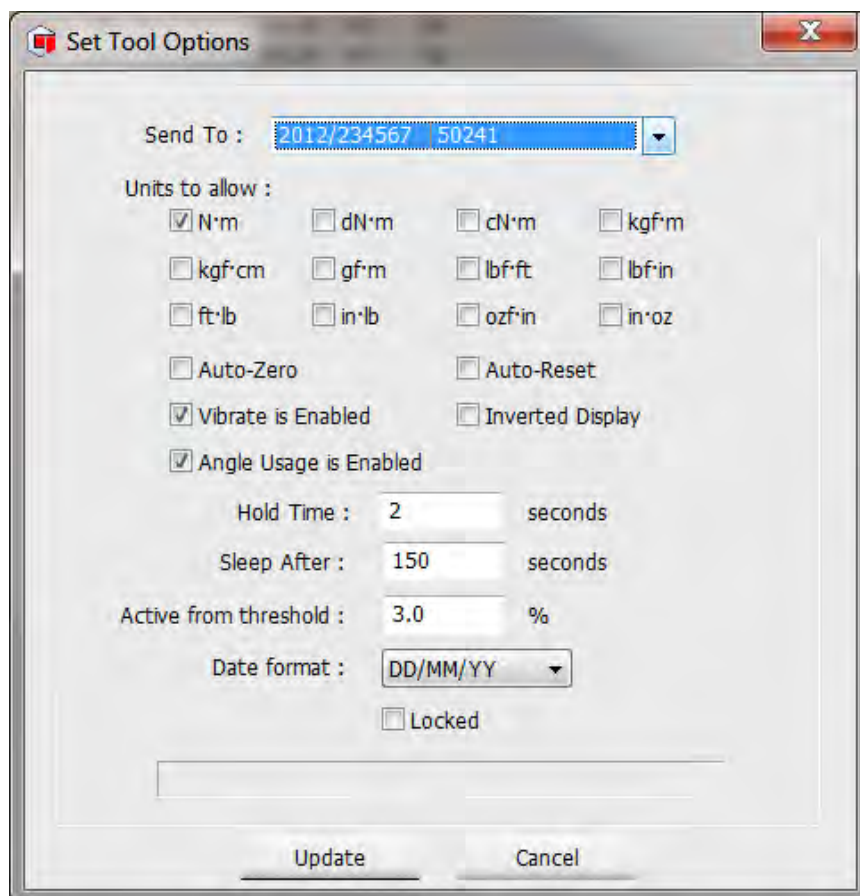 Set Tool Options
Send To : 2012/234567 50241
Units to allow :
N·m dN·m cN·m kgf·m
kgf·cm gf·m lbf·ft lbf·in
ft·lb in·lb ozf·in in·oz
Auto-Zero Auto-Reset
Vibrate is Enabled Inverted Display
Angle Usage is Enabled
Hold Time : 2 seconds
Sleep After : 150 seconds
Active from threshold : 3.0 %
Date format : DD/MM/YY
Locked
Update Cancel